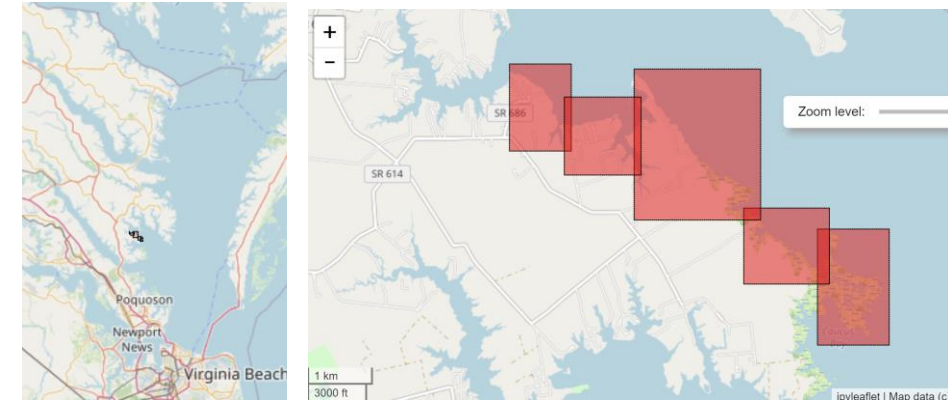 Poquoson
Newport
News
Virginia Beach
+
−
SR 686
SR 614
Zoom level:
1 km
3000 ft
ipyleaflet | Map data (c